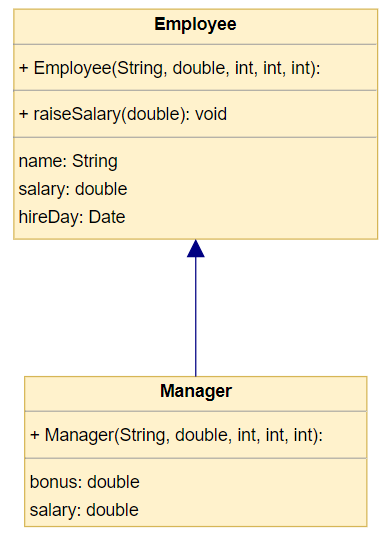 Employee
+ Employee(String, double, int, int, int):
+ raiseSalary(double): void
name: String
salary: double
hireDay: Date
Manager
+ Manager(String, double, int, int, int):
bonus: double
salary: double